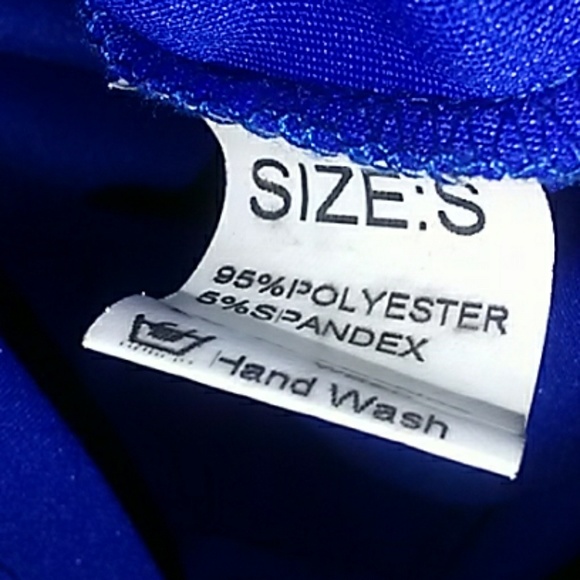 SIZE:S
95%POLYESTER
5%SPANDEX
Hand Wash